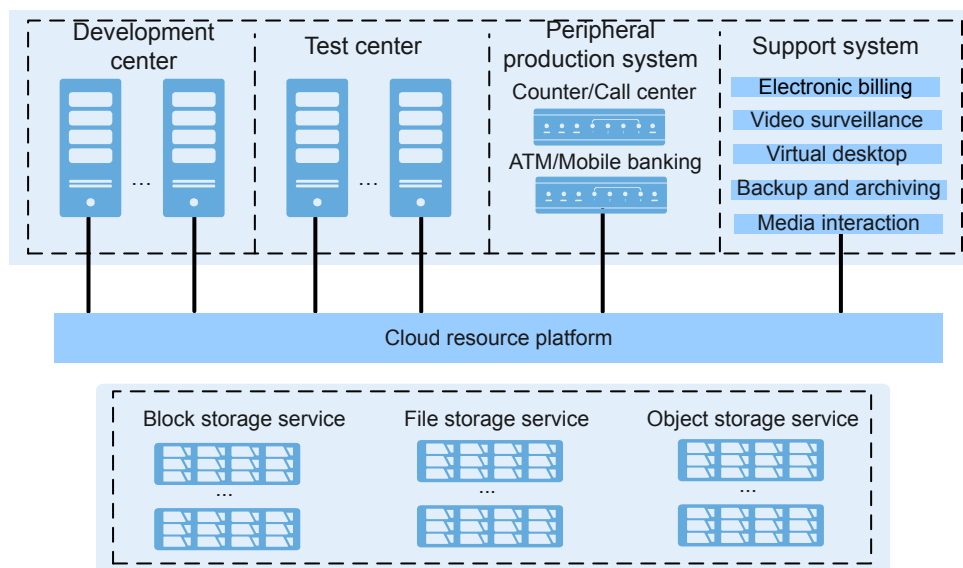 Development
center
Test center
Peripheral
production system
Support system
Counter/Call center
ATM/Mobile banking
Electronic billing
Video surveillance
Virtual desktop
Backup and archiving
Media interaction
...
...
Cloud resource platform
Block storage service
File storage service
Object storage service
...
...
...